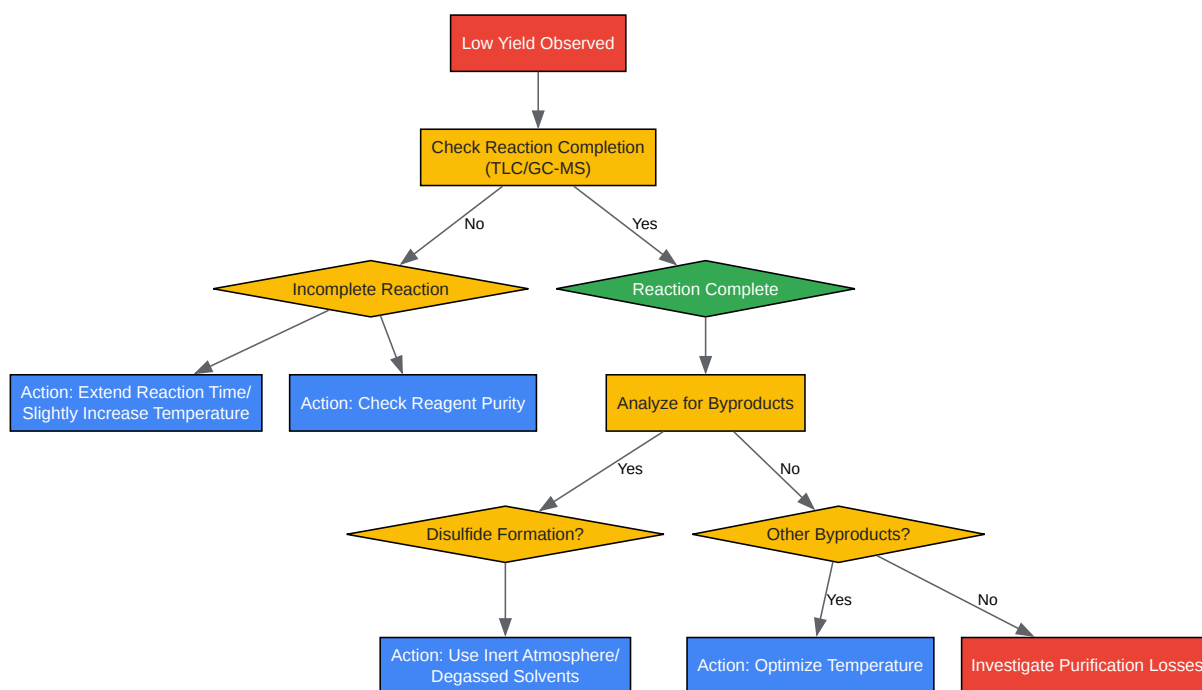 Low Yield Observed
Check Reaction Completion
(TLC/GC-MS)
No
Yes
Incomplete Reaction
Reaction Complete
Action: Extend Reaction Time/
Slightly Increase Temperature
Action: Check Reagent Purity
Analyze for Byproducts
Yes
No
Disulfide Formation?
Other Byproducts?
Yes
No
Action: Use Inert Atmosphere/
Degassed Solvents
Action: Optimize Temperature
Investigate Purification Losses